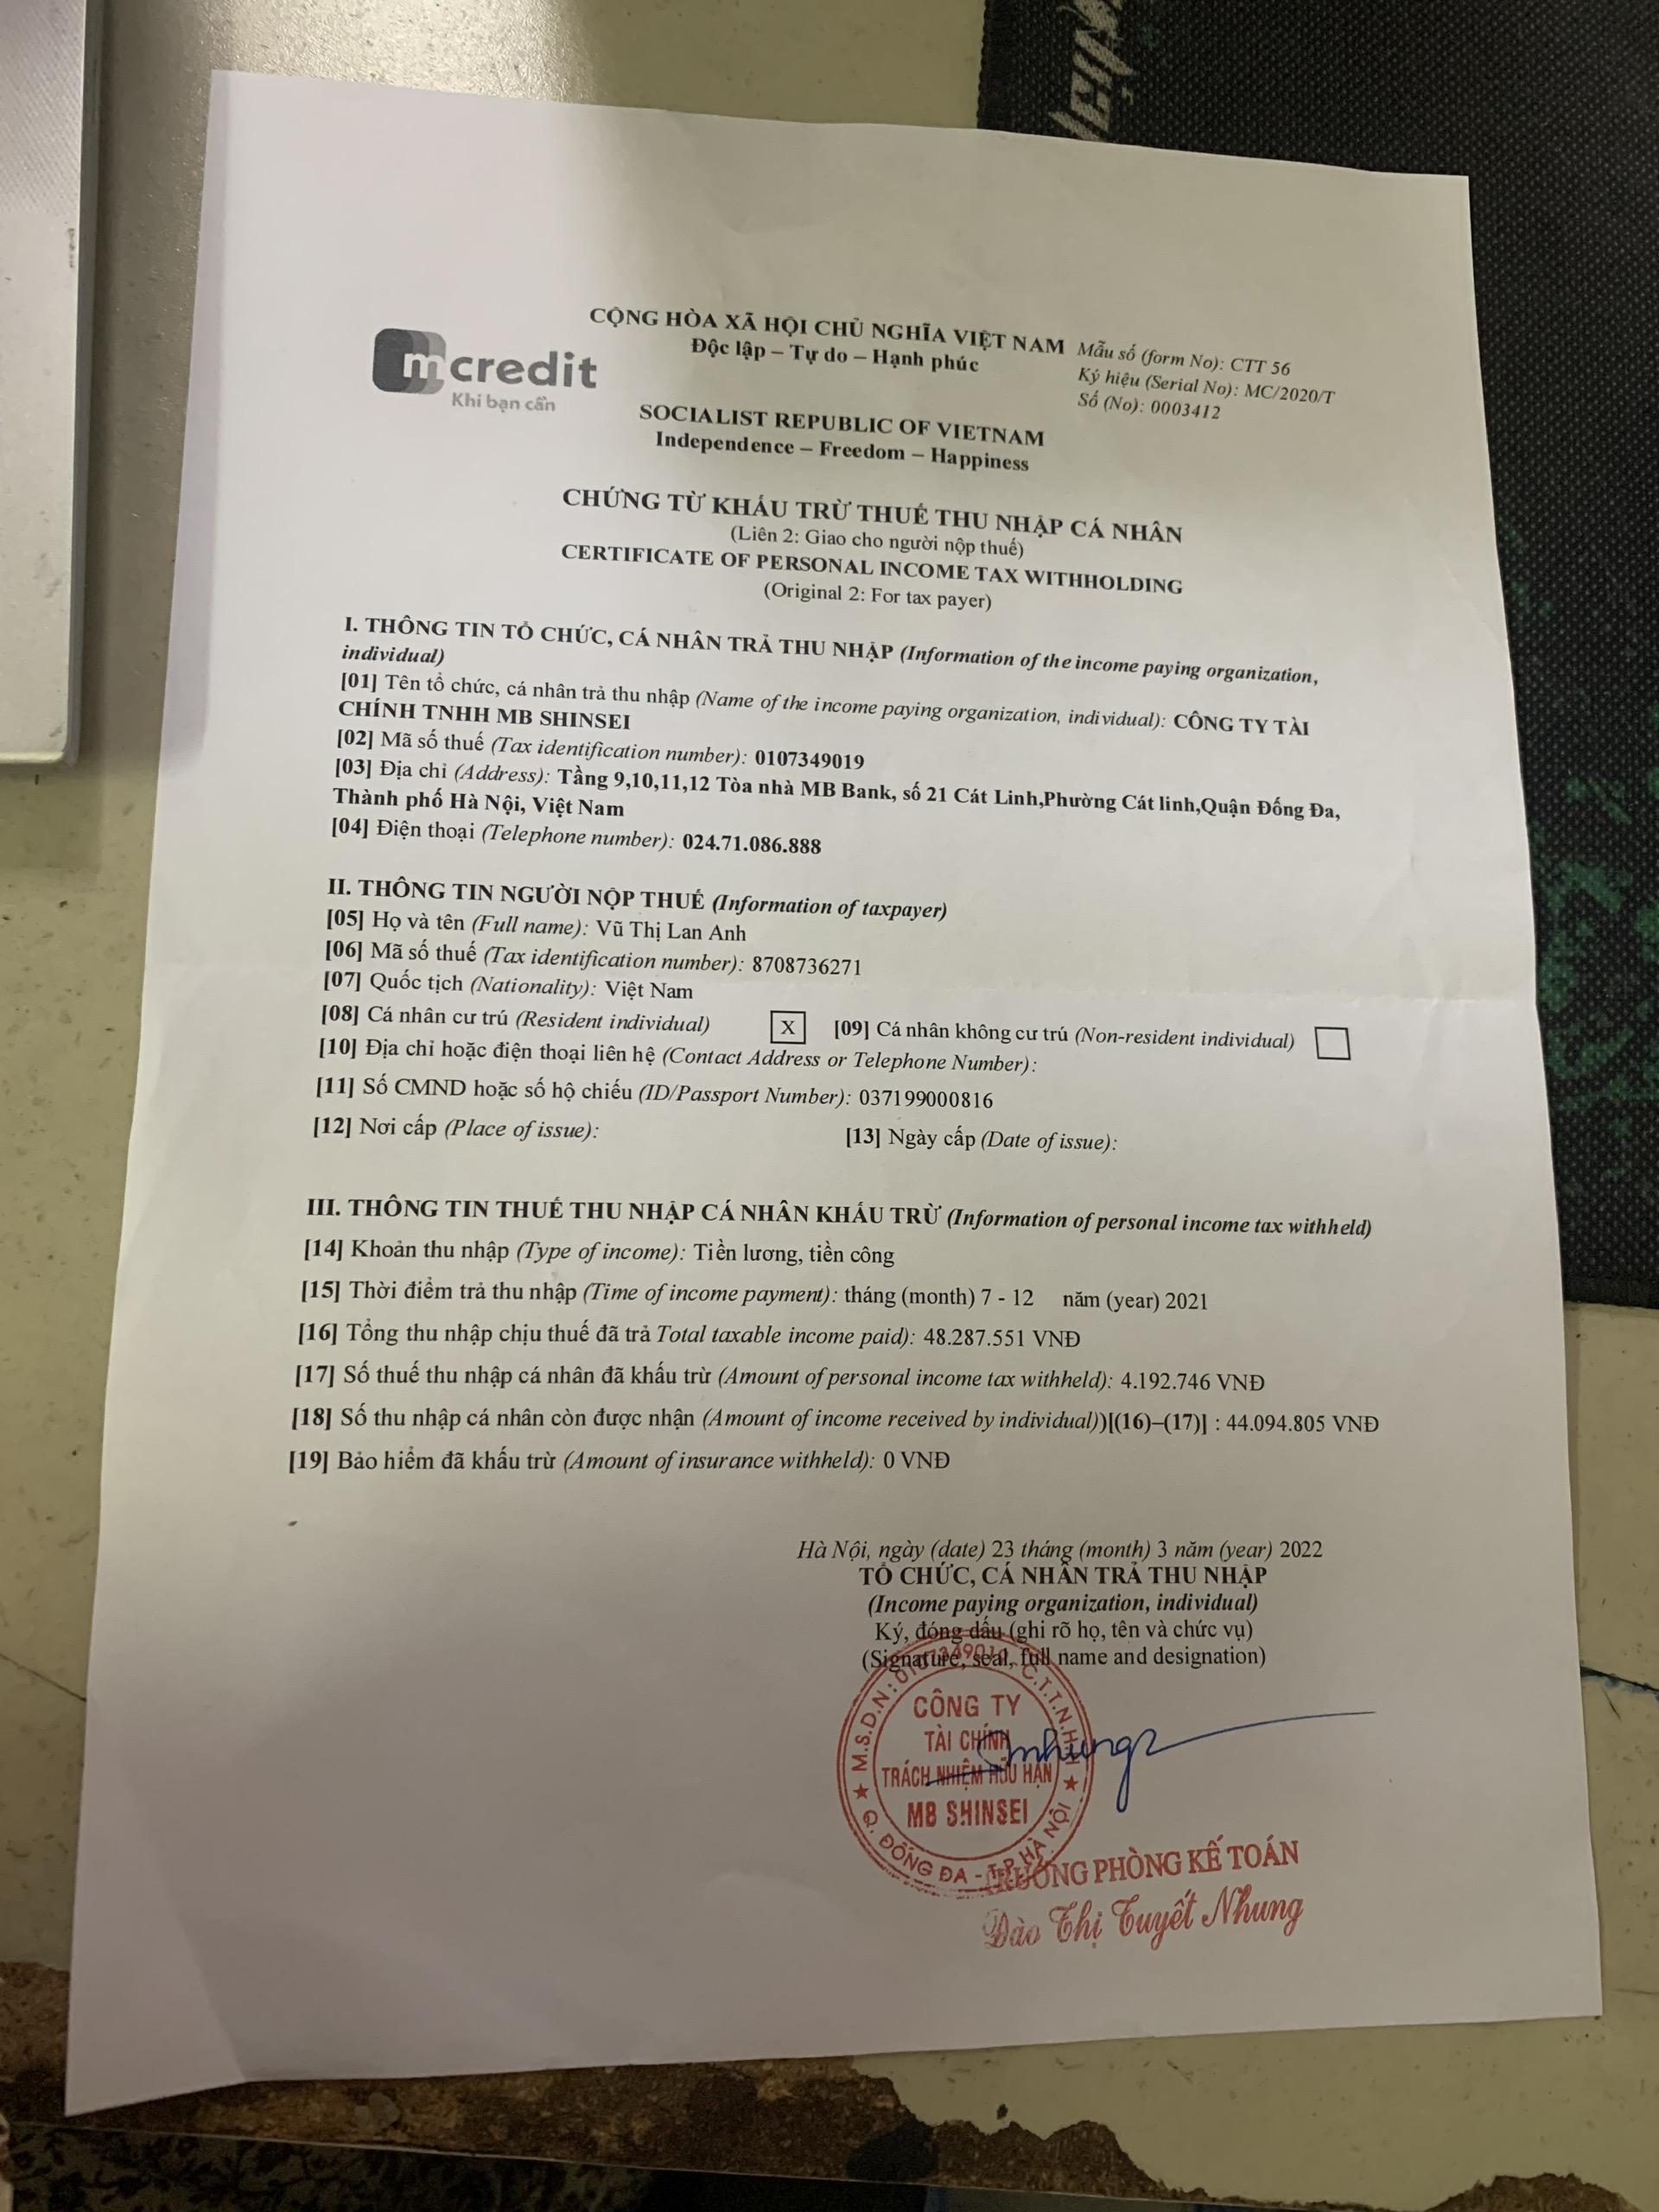 mcredit
Khi bạn cần
CỘNG HÒA XÃ HỘI CHỦ NGHĨA VIỆT NAM
Độc lập – Tự do – Hạnh phúc
Mẫu số (form No): CTT 56
Ký hiệu (Serial No): MC/2020/T
Số (No): 0003412
SOCIALIST REPUBLIC OF VIETNAM
Independence – Freedom – Happiness
CHỨNG TỪ KHẤU TRỪ THUẾ THU NHẬP CÁ NHÂN
(Liên 2: Giao cho người nộp thuế)
CERTIFICATE OF PERSONAL INCOME TAX WITHHOLDING
(Original 2: For tax payer)
I. THÔNG TIN TỔ CHỨC, CÁ NHÂN TRẢ THU NHẬP (Information of the income paying organization,
individual)
[01] Tên tổ chức, cá nhân trả thu nhập (Name of the income paying organization, individual): CÔNG TY TÀI
CHÍNH TNHH MB SHINSEI
[02] Mã số thuế (Tax identification number): 0107349019
[03] Địa chỉ (Address): Tầng 9,10,11,12 Tòa nhà MB Bank, số 21 Cát Linh,Phường Cát linh,Quận Đống Đa,
Thành phố Hà Nội, Việt Nam
[04] Điện thoại (Telephone number): 024.71.086.888
II. THÔNG TIN NGƯỜI NỘP THUẾ (Information of taxpayer)
[05] Họ và tên (Full name): Vũ Thị Lan Anh
[06] Mã số thuế (Tax identification number): 8708736271
[07] Quốc tịch (Nationality): Việt Nam
[08] Cá nhân cư trú (Resident individual) X [09] Cá nhân không cư trú (Non-resident individual)
[10] Địa chỉ hoặc điện thoại liên hệ (Contact Address or Telephone Number):
[11] Số CMND hoặc số hộ chiếu (ID/Passport Number): 037199000816
[12] Nơi cấp (Place of issue): [13] Ngày cấp (Date of issue):
III. THÔNG TIN THUẾ THU NHẬP CÁ NHÂN KHẤU TRỪ (Information of personal income tax withheld)
[14] Khoản thu nhập (Type of income): Tiền lương, tiền công
[15] Thời điểm trả thu nhập (Time of income payment): tháng (month) 7 - 12 năm (year) 2021
[16] Tổng thu nhập chịu thuế đã trả Total taxable income paid): 48.287.551 VNĐ
[17] Số thuế thu nhập cá nhân đã khấu trừ (Amount of personal income tax withheld): 4.192.746 VNĐ
[18] Số thu nhập cá nhân còn được nhận (Amount of income received by individual))[(16)–(17)] : 44.094.805 VNĐ
[19] Bảo hiểm đã khấu trừ (Amount of insurance withheld): 0 VNĐ
Hà Nội, ngày (date) 23 tháng (month) 3 năm (year) 2022
TỔ CHỨC, CÁ NHÂN TRẢ THU NHẬP
(Income paying organization, individual)
Ký, đóng dấu (ghi rõ họ, tên và chức vụ)
(Signature, seal, full name and designation)
M.S.D.N: 0107349019 C.T.T.N.H.H
CÔNG TY
TÀI CHÍNH
TRÁCH NHIỆM HỮU HẠN
MB SHINSEI
Q. ĐỐNG ĐA - T.P HÀ NỘI
nhung
TRƯỞNG PHÒNG KẾ TOÁN
Đào Thị Tuyết Nhung